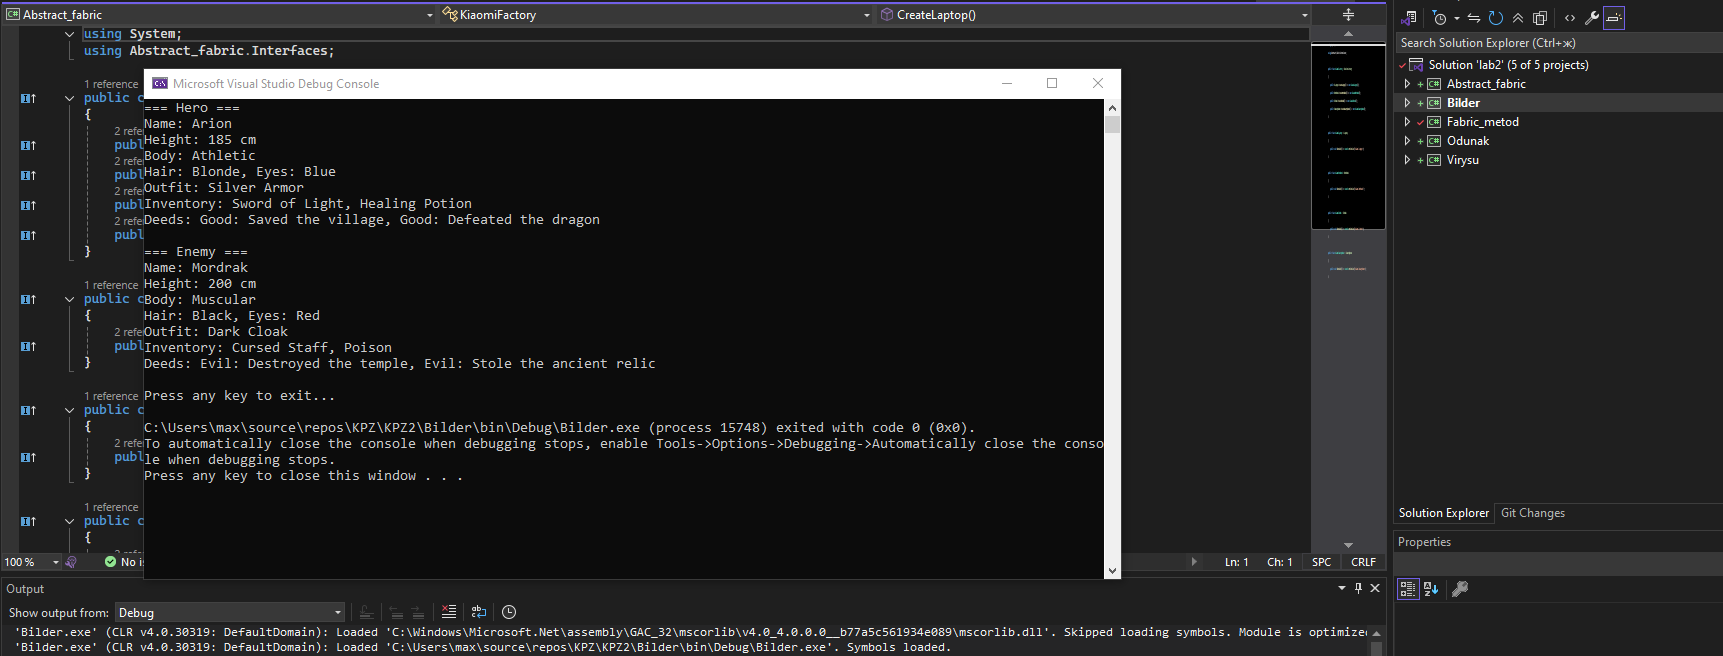 Abstract_fabric
KiaomiFactory
CreateLaptop()
using System;
using Abstract_fabric.Interfaces;
1 reference
public c
{
2 refe
publ
2 refe
publ
2 refe
publ
2 refe
publ
}
1 reference
public c
{
2 refe
publ
}
1 reference
public c
{
2 refe
publ
}
1 reference
public c
{
100 %
No is
Ln: 1
Ch: 1
SPC
CRLF
Microsoft Visual Studio Debug Console
=== Hero ===
Name: Arion
Height: 185 cm
Body: Athletic
Hair: Blonde, Eyes: Blue
Outfit: Silver Armor
Inventory: Sword of Light, Healing Potion
Deeds: Good: Saved the village, Good: Defeated the dragon
=== Enemy ===
Name: Mordrak
Height: 200 cm
Body: Muscular
Hair: Black, Eyes: Red
Outfit: Dark Cloak
Inventory: Cursed Staff, Poison
Deeds: Evil: Destroyed the temple, Evil: Stole the ancient relic
Press any key to exit...
C:\Users\max\source\repos\KPZ\KPZ2\Bilder\bin\Debug\Bilder.exe (process 15748) exited with code 0 (0x0).
To automatically close the console when debugging stops, enable Tools->Options->Debugging->Automatically close the conso
le when debugging stops.
Press any key to close this window . . .
Output
Show output from:
Debug
'Bilder.exe' (CLR v4.0.30319: DefaultDomain): Loaded 'C:\Windows\Microsoft.Net\assembly\GAC_32\mscorlib\v4.0_4.0.0.0__b77a5c561934e089\mscorlib.dll'. Skipped loading symbols. Module is optimize
'Bilder.exe' (CLR v4.0.30319: DefaultDomain): Loaded 'C:\Users\max\source\repos\KPZ\KPZ2\Bilder\bin\Debug\Bilder.exe'. Symbols loaded.
Search Solution Explorer (Ctrl+ж)
Solution 'lab2' (5 of 5 projects)
Abstract_fabric
Bilder
Fabric_metod
Odunak
Virysu
Solution Explorer
Git Changes
Properties